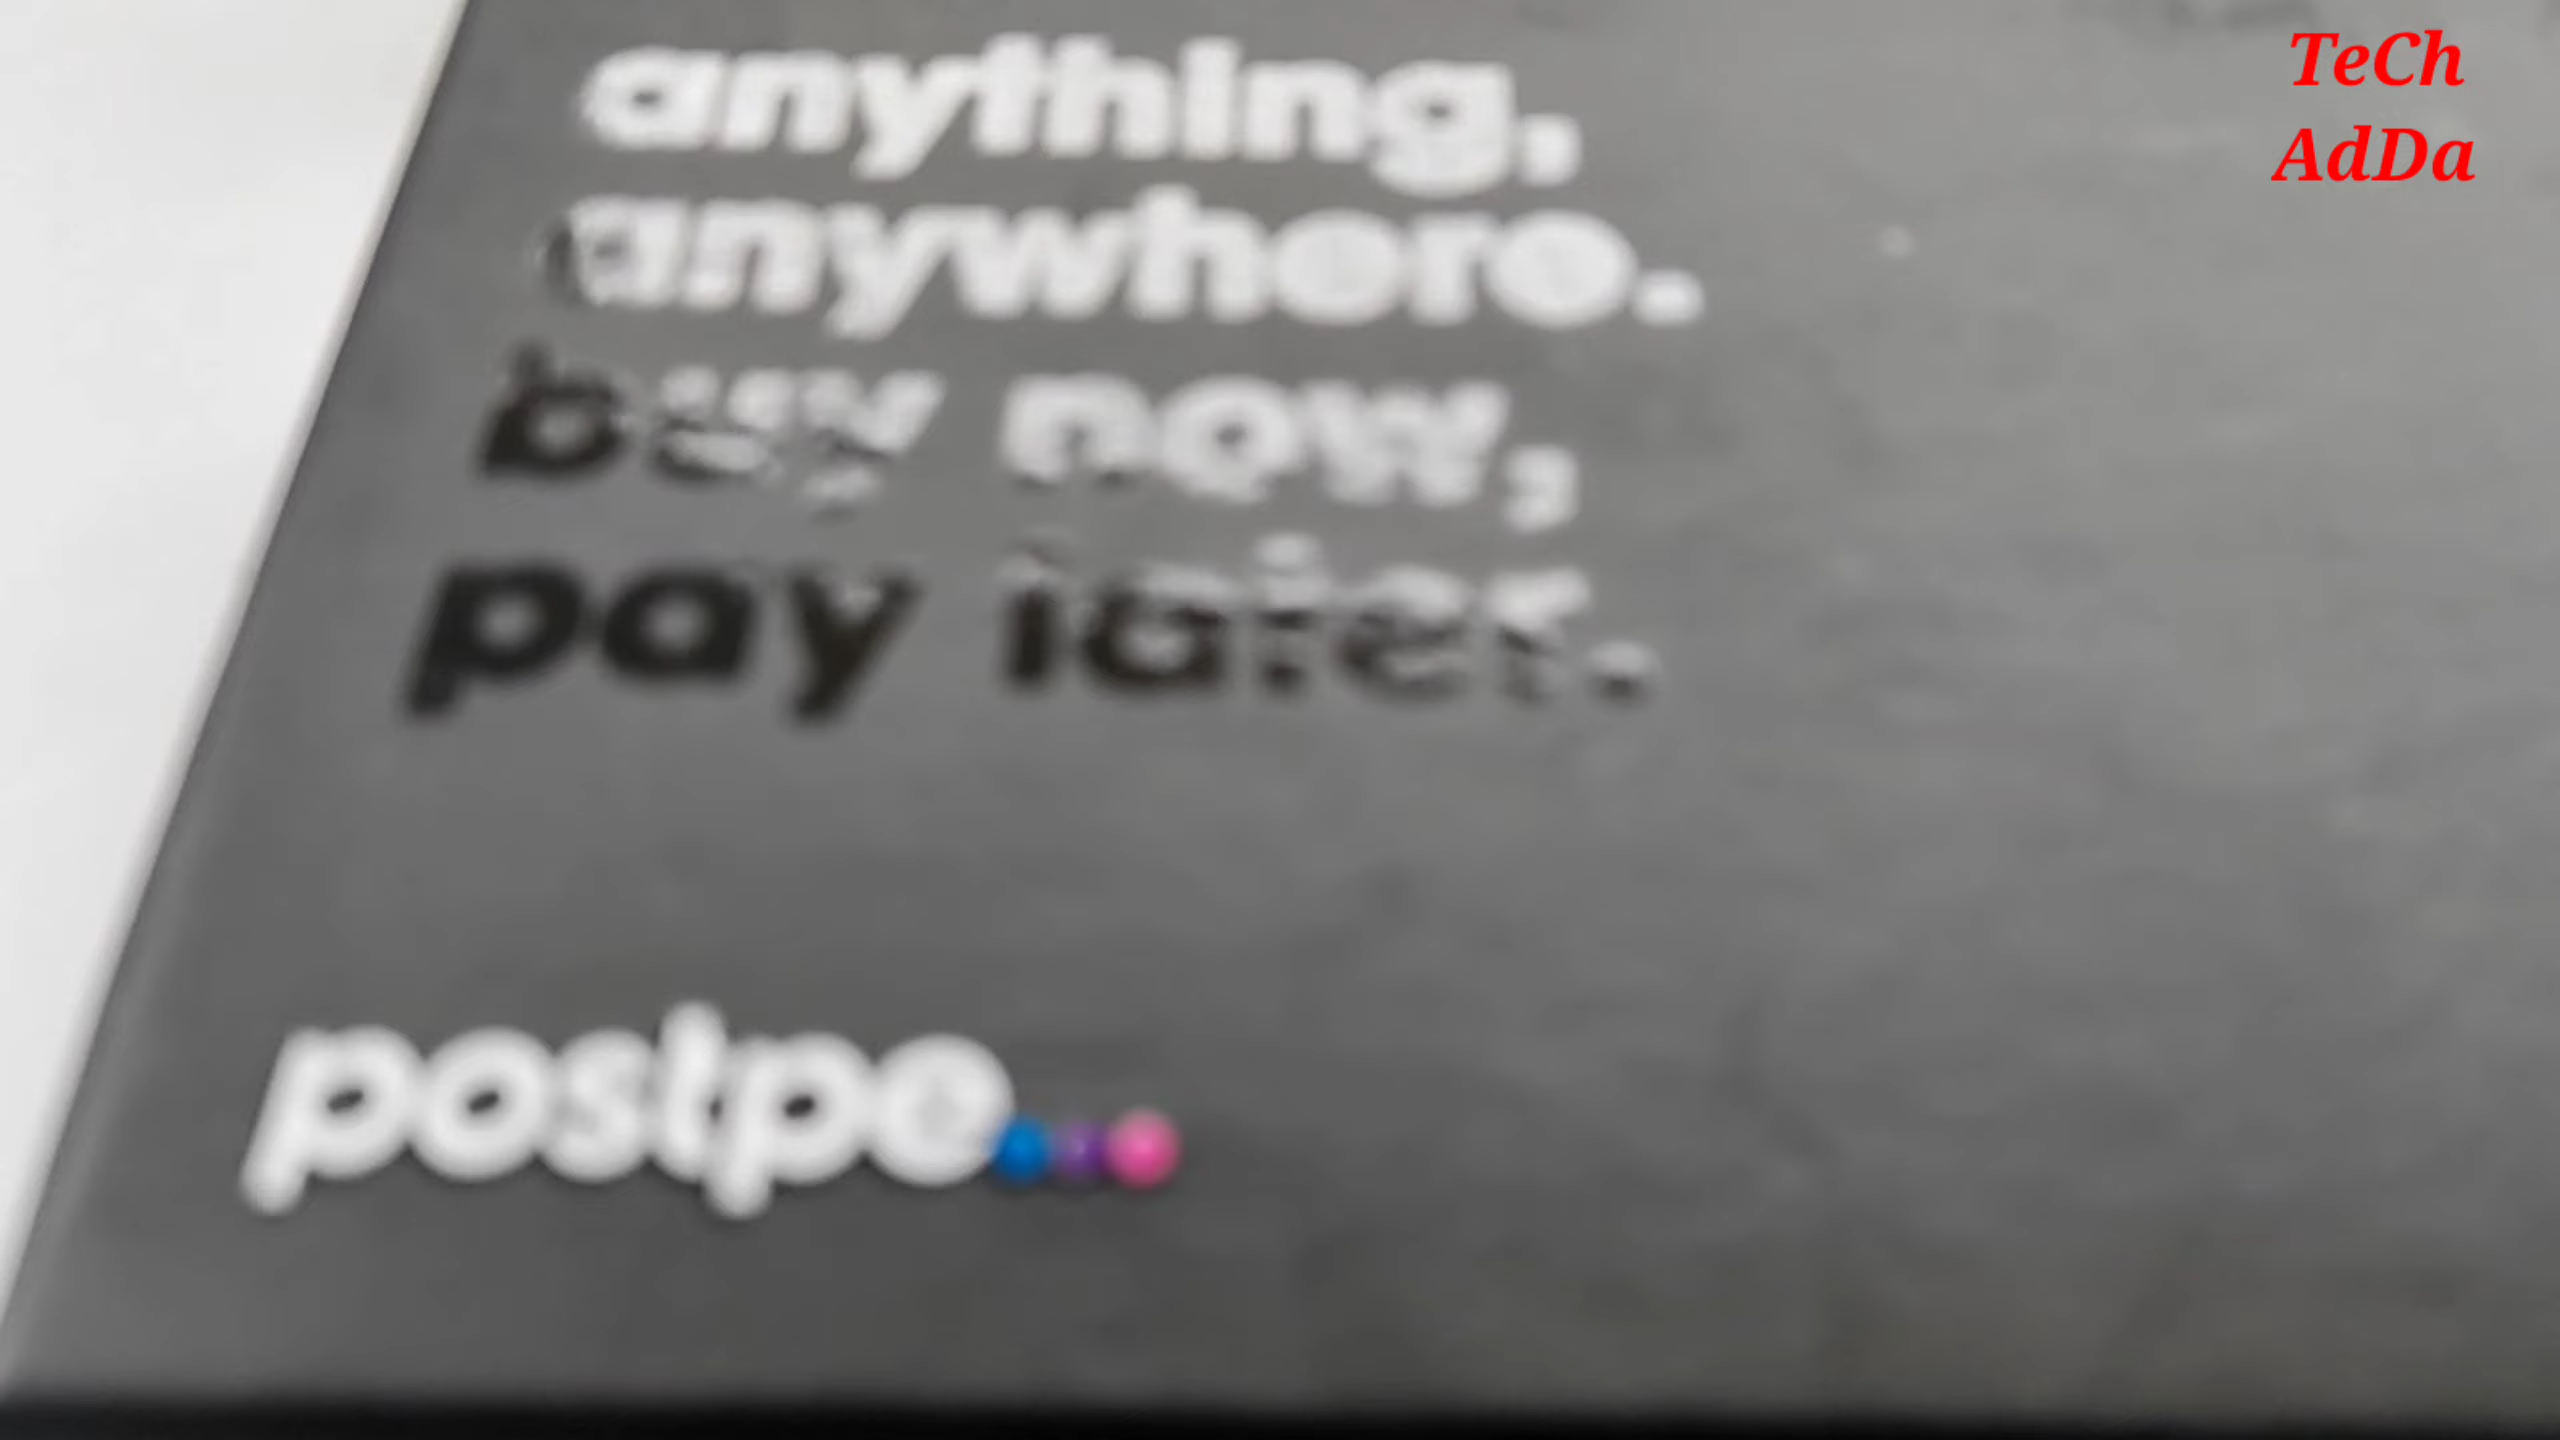 TeCh
AdDa
anything.
anywhere.
buy now,
pay later.
postpe